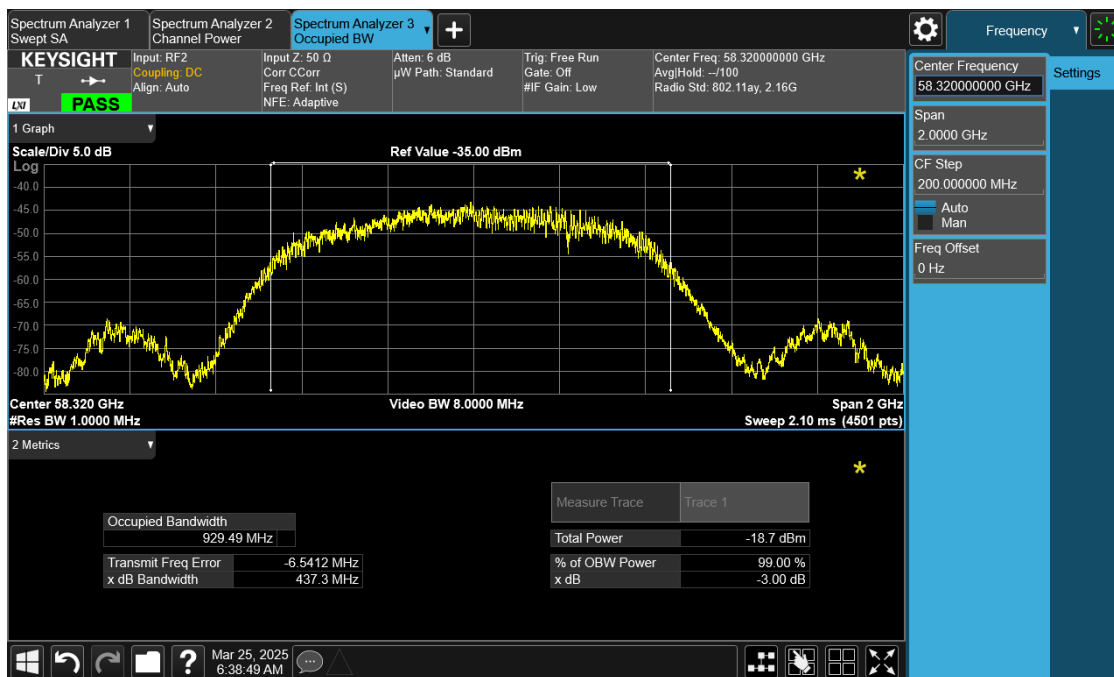 Spectrum Analyzer 1
Swept SA
Spectrum Analyzer 2
Channel Power
Spectrum Analyzer 3
Occupied BW
Frequency
KEYSIGHT
T
LXI
PASS
Input: RF2
Coupling: DC
Align: Auto
Input Z: 50 Ω
Corr CCorr
Freq Ref: Int (S)
NFE: Adaptive
Atten: 6 dB
µW Path: Standard
Trig: Free Run
Gate: Off
#IF Gain: Low
Center Freq: 58.320000000 GHz
Avg|Hold: --/100
Radio Std: 802.11ay, 2.16G
Center Frequency
58.320000000 GHz
Settings
Span
2.0000 GHz
CF Step
200.000000 MHz
Auto
Man
Freq Offset
0 Hz
1 Graph
Scale/Div 5.0 dB
Ref Value -35.00 dBm
Log
-40.0
-45.0
-50.0
-55.0
-60.0
-65.0
-70.0
-75.0
-80.0
Center 58.320 GHz
Video BW 8.0000 MHz
Span 2 GHz
#Res BW 1.0000 MHz
Sweep 2.10 ms (4501 pts)
2 Metrics
Measure Trace
Trace 1
Occupied Bandwidth
929.49 MHz
Total Power
-18.7 dBm
Transmit Freq Error
-6.5412 MHz
% of OBW Power
99.00 %
x dB Bandwidth
437.3 MHz
x dB
-3.00 dB
?
Mar 25, 2025
6:38:49 AM